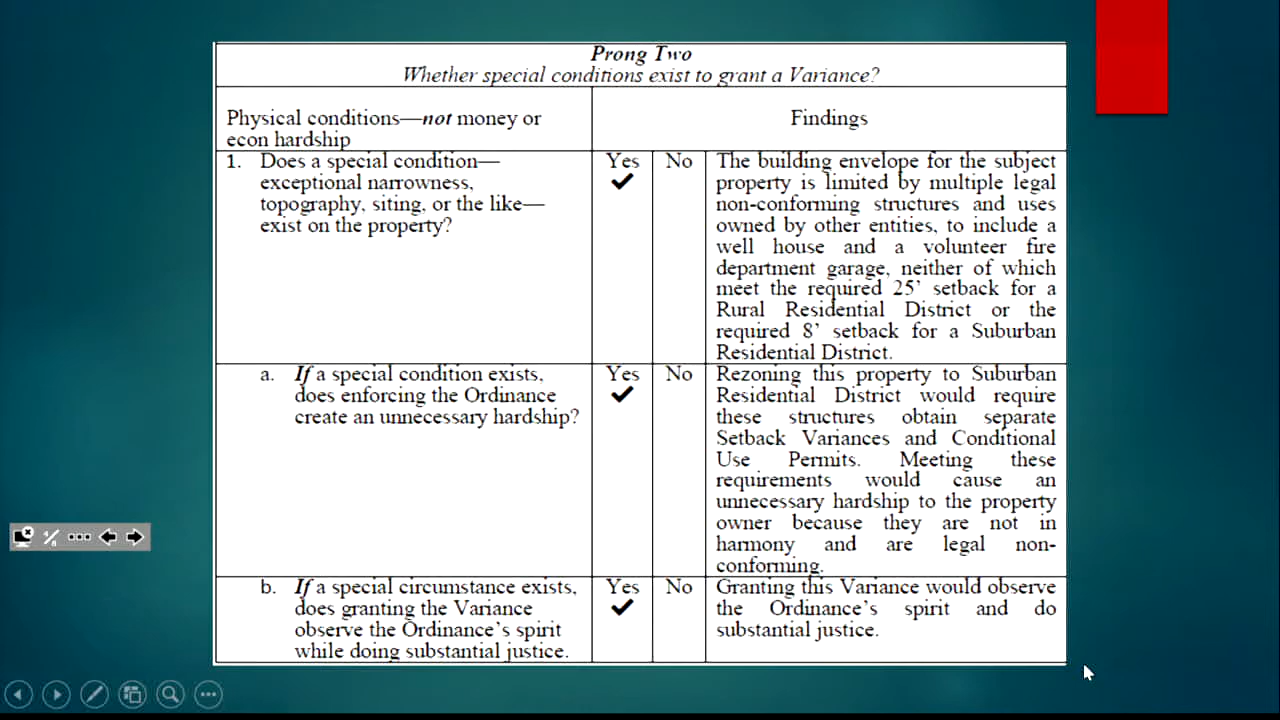 Prong Two
Whether special conditions exist to grant a Variance?
Physical conditions—not money or
econ hardship
Findings
1. Does a special condition—
exceptional narrowness,
topography, siting, or the like—
exist on the property?
Yes
No
The building envelope for the subject
property is limited by multiple legal
non-conforming structures and uses
owned by other entities, to include a
well house and a volunteer fire
department garage, neither of which
meet the required 25’ setback for a
Rural Residential District or the
required 8’ setback for a Suburban
Residential District.
a. If a special condition exists,
does enforcing the Ordinance
create an unnecessary hardship?
Yes
No
Rezoning this property to Suburban
Residential District would require
these structures obtain separate
Setback Variances and Conditional
Use Permits. Meeting these
requirements would cause an
unnecessary hardship to the property
owner because they are not in
harmony and are legal non-
conforming.
b. If a special circumstance exists,
does granting the Variance
observe the Ordinance’s spirit
while doing substantial justice.
Yes
No
Granting this Variance would observe
the Ordinance’s spirit and do
substantial justice.